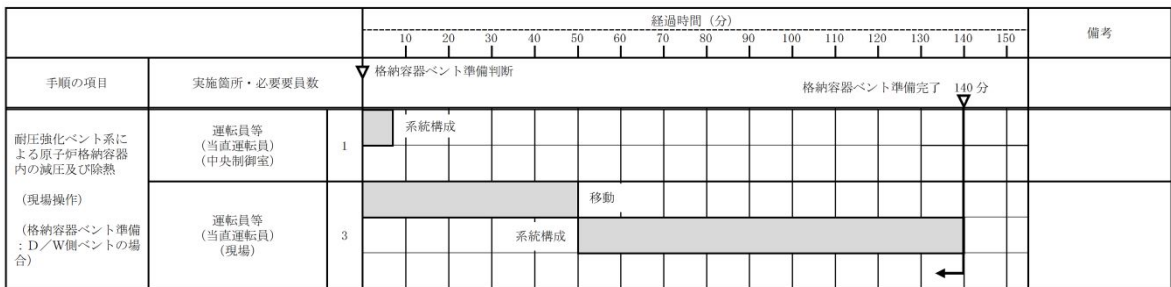 経過時間（分）
備考
10 20 30 40 50 60 70 80 90 100 110 120 130 140 150
手順の項目
実施箇所・必要要員数
格納容器ベント準備判断
格納容器ベント準備完了 140 分
耐圧強化ベント系に
よる原子炉格納容器
内の減圧及び除熱
（現場操作）
（格納容器ベント準備
：Ｄ／Ｗ側ベントの場
合）
運転員等
（当直運転員）
（中央制御室）
1
系統構成
運転員等
（当直運転員）
（現場）
3
移動
系統構成